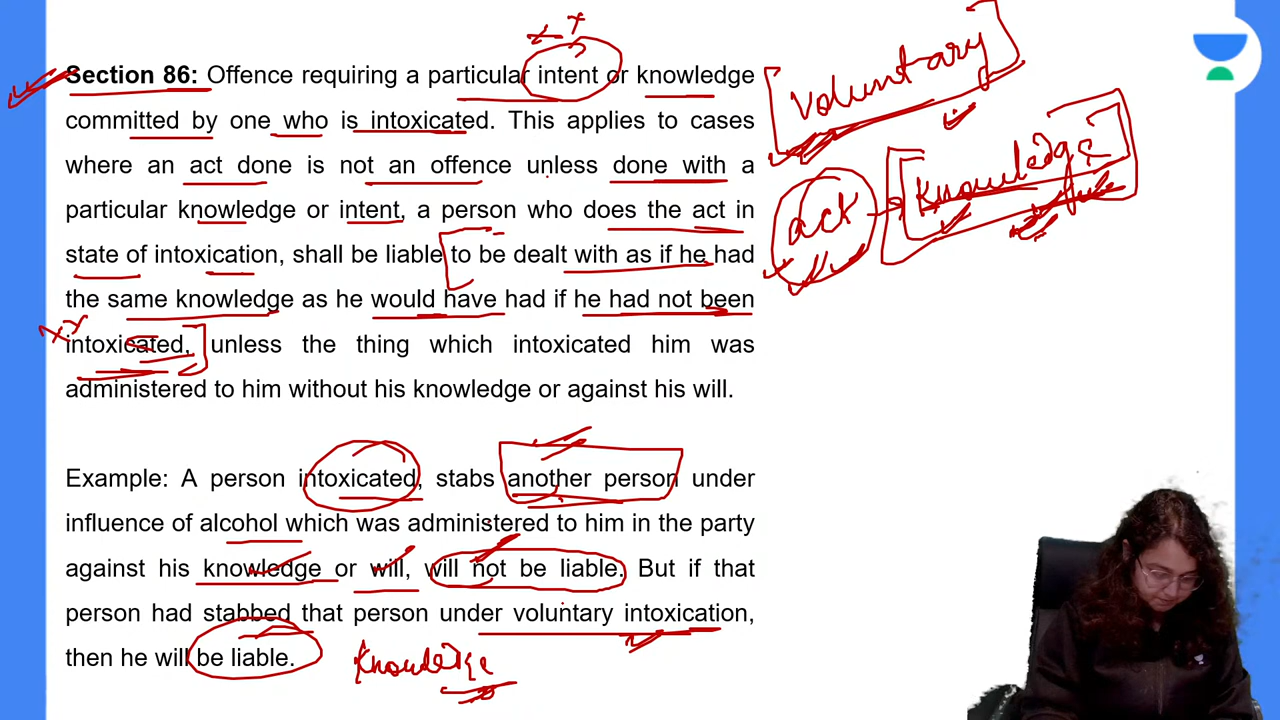 Section 86: Offence requiring a particular intent or knowledge
committed by one who is intoxicated. This applies to cases
where an act done is not an offence unless done with a
particular knowledge or intent, a person who does the act in
state of intoxication, shall be liable to be dealt with as if he had
the same knowledge as he would have had if he had not been
intoxicated, unless the thing which intoxicated him was
administered to him without his knowledge or against his will.
Example: A person intoxicated, stabs another person under
influence of alcohol which was administered to him in the party
against his knowledge or will, will not be liable. But if that
person had stabbed that person under voluntary intoxication,
then he will be liable.
Knowledge
[voluntary]
act → [Knowledge]